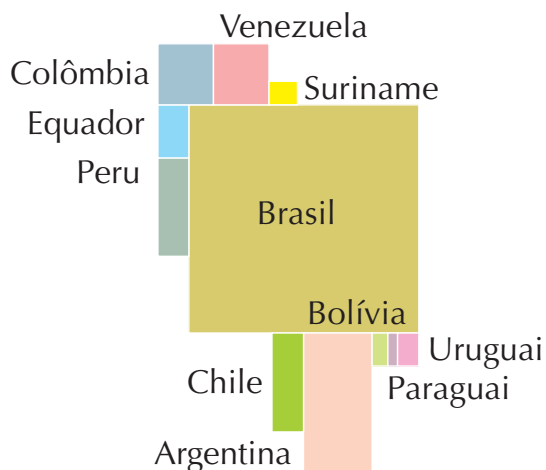 Venezuela
Colômbia
Suriname
Equador
Peru
Brasil
Bolívia
Uruguai
Chile
Paraguai
Argentina